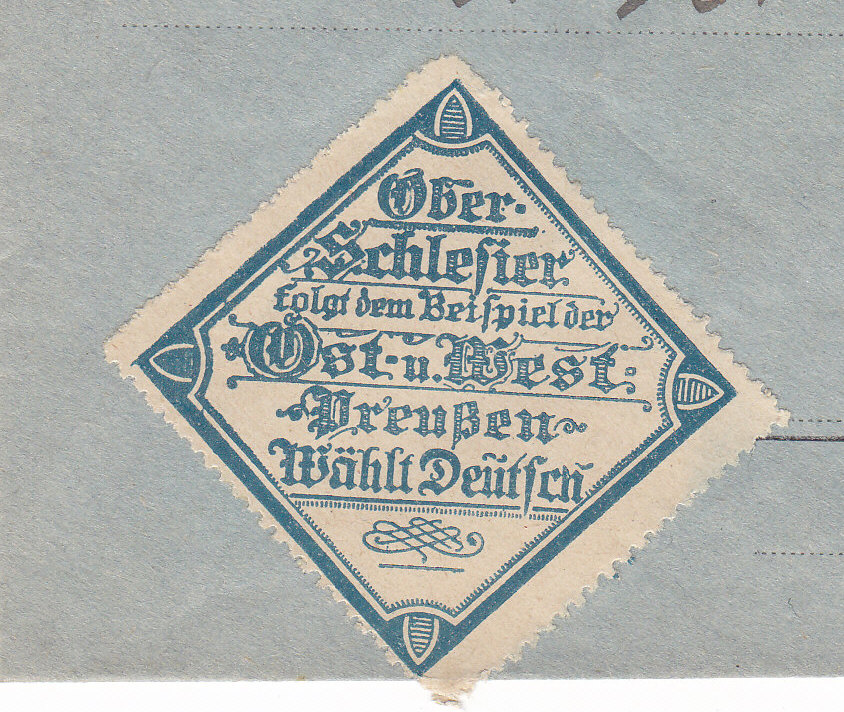 Ober-
Schlesier
folgt dem Beispiel der
Ost- u. West-
Preußen
Wählt Deutsch